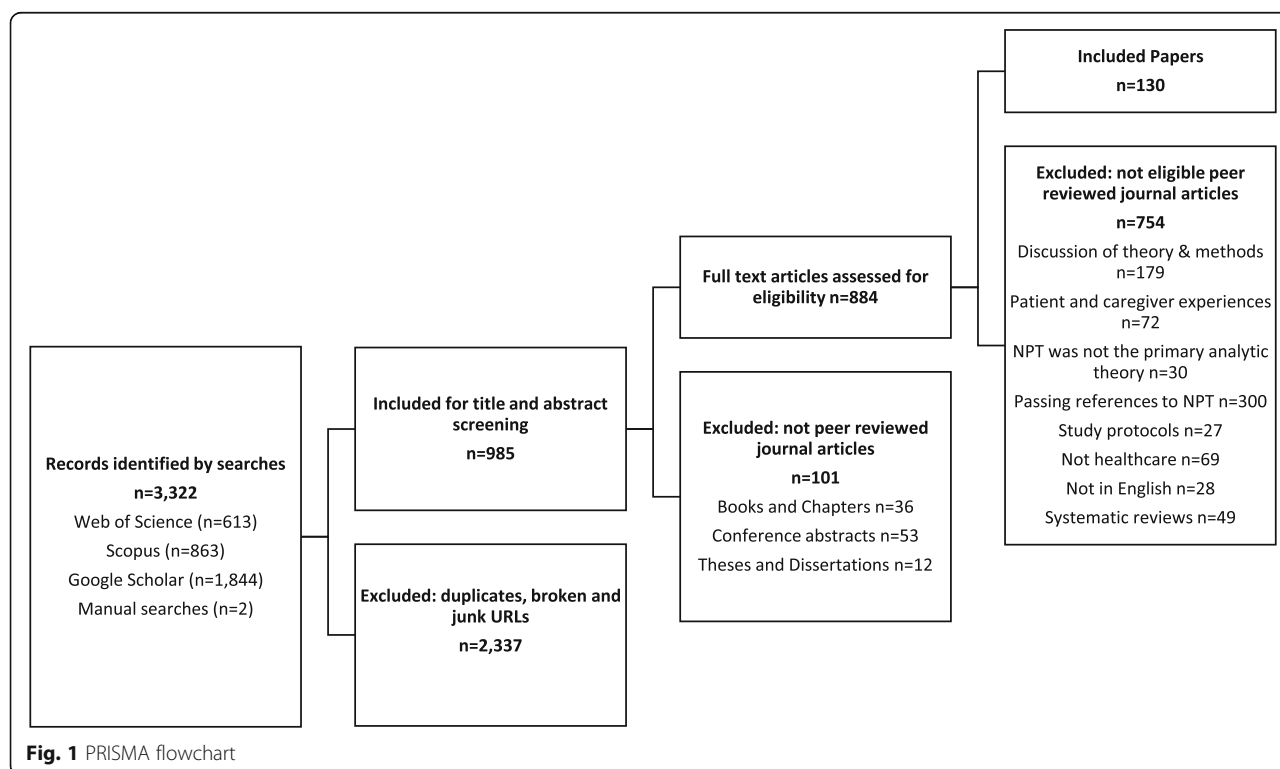 Records identified by searches
n=3,322
Web of Science (n=613)
Scopus (n=863)
Google Scholar (n=1,844)
Manual searches (n=2)
Included for title and abstract
screening
n=985
Excluded: duplicates, broken and
junk URLs
n=2,337
Full text articles assessed for
eligibility n=884
Excluded: not peer reviewed
journal articles
n=101
Books and Chapters n=36
Conference abstracts n=53
Theses and Dissertations n=12
Included Papers
n=130
Excluded: not eligible peer
reviewed journal articles
n=754
Discussion of theory & methods
n=179
Patient and caregiver experiences
n=72
NPT was not the primary analytic
theory n=30
Passing references to NPT n=300
Study protocols n=27
Not healthcare n=69
Not in English n=28
Systematic reviews n=49
Fig. 1 PRISMA flowchart